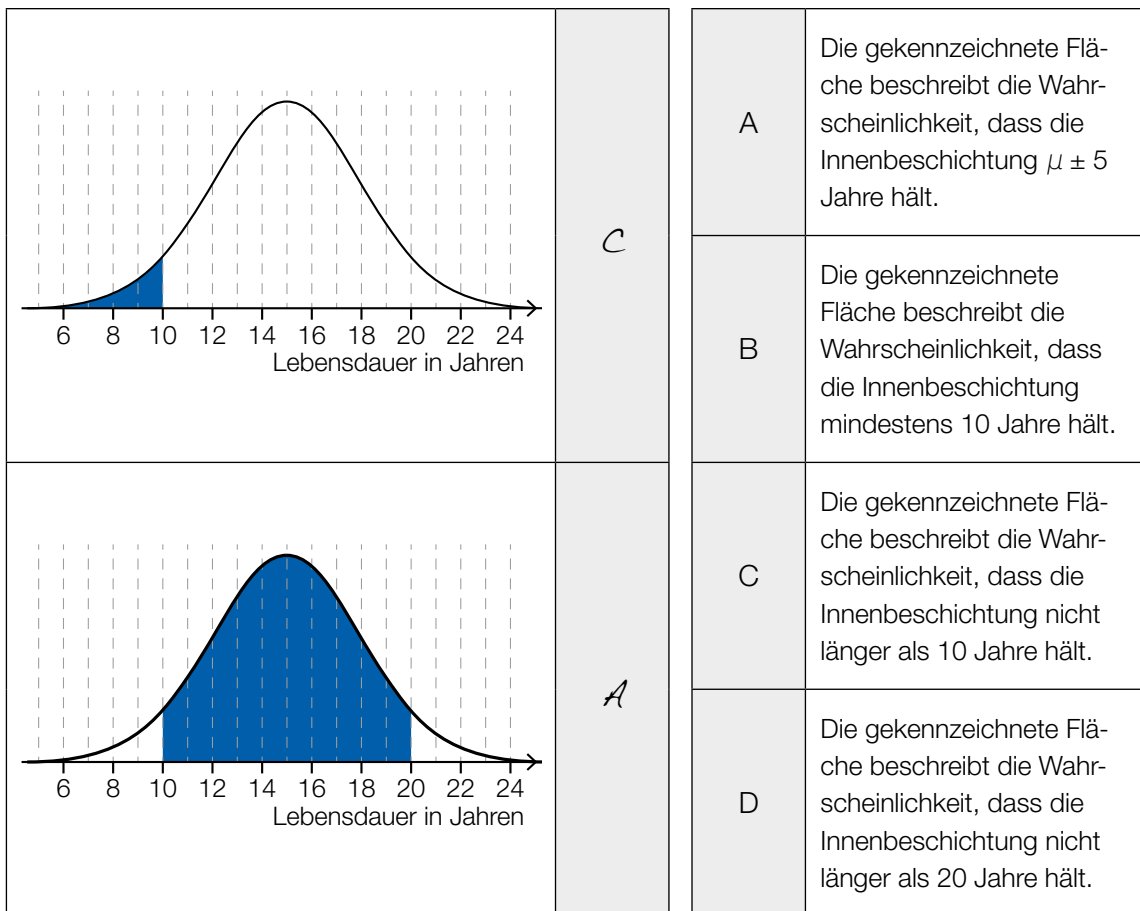 6 8 10 12 14 16 18 20 22 24
Lebensdauer in Jahren
C
6 8 10 12 14 16 18 20 22 24
Lebensdauer in Jahren
A
A
Die gekennzeichnete Flä-
che beschreibt die Wahr-
scheinlichkeit, dass die
Innenbeschichtung μ ± 5
Jahre hält.
B
Die gekennzeichnete
Fläche beschreibt die
Wahrscheinlichkeit, dass
die Innenbeschichtung
mindestens 10 Jahre hält.
C
Die gekennzeichnete Flä-
che beschreibt die Wahr-
scheinlichkeit, dass die
Innenbeschichtung nicht
länger als 10 Jahre hält.
D
Die gekennzeichnete Flä-
che beschreibt die Wahr-
scheinlichkeit, dass die
Innenbeschichtung nicht
länger als 20 Jahre hält.